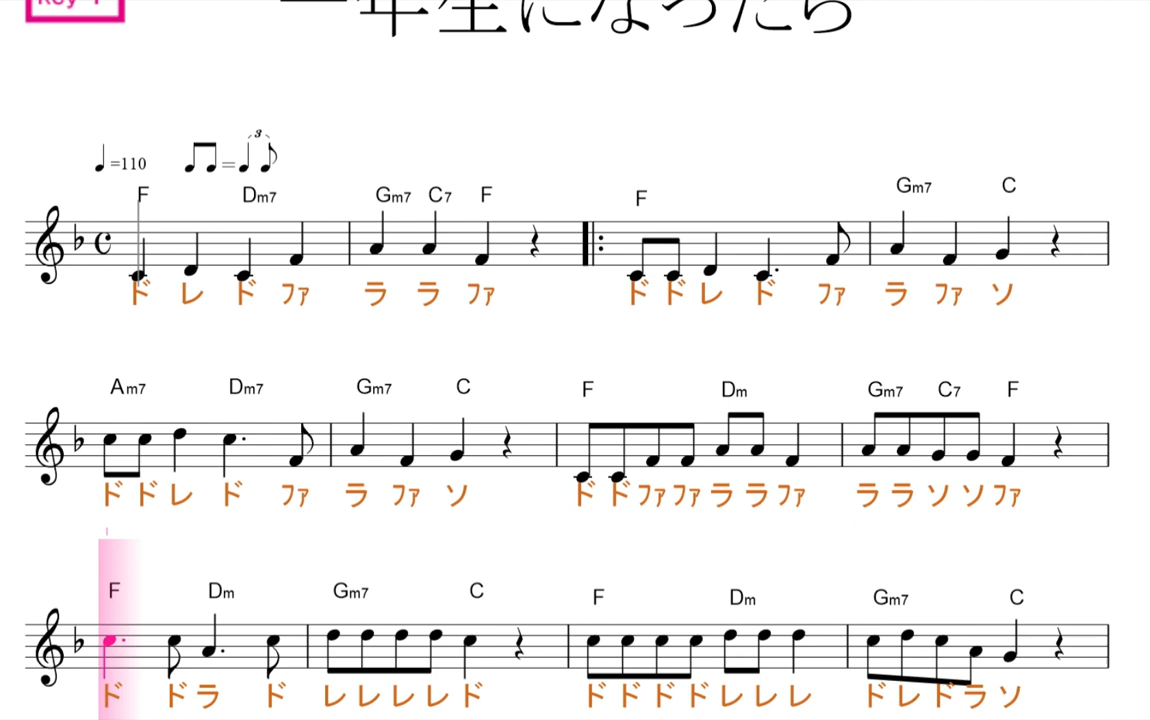 Key-F
一年生になったら
=110 = 3
F Dm7 Gm7 C7 F F Gm7 C
ド レ ド ファ ラ ラ ファ ド ド レ ド ファ ラ ファ ソ
Am7 Dm7 Gm7 C F Dm Gm7 C7 F
ド ド レ ド ファ ラ ファ ソ ド ド ファ ファ ラ ラ ファ ラ ラ ソ ソ ファ
F Dm Gm7 C F Dm Gm7 C
ド ド ラ ド レ レ レ レ ド ド ド ド ド レ レ レ ド レ ド ラ ソ